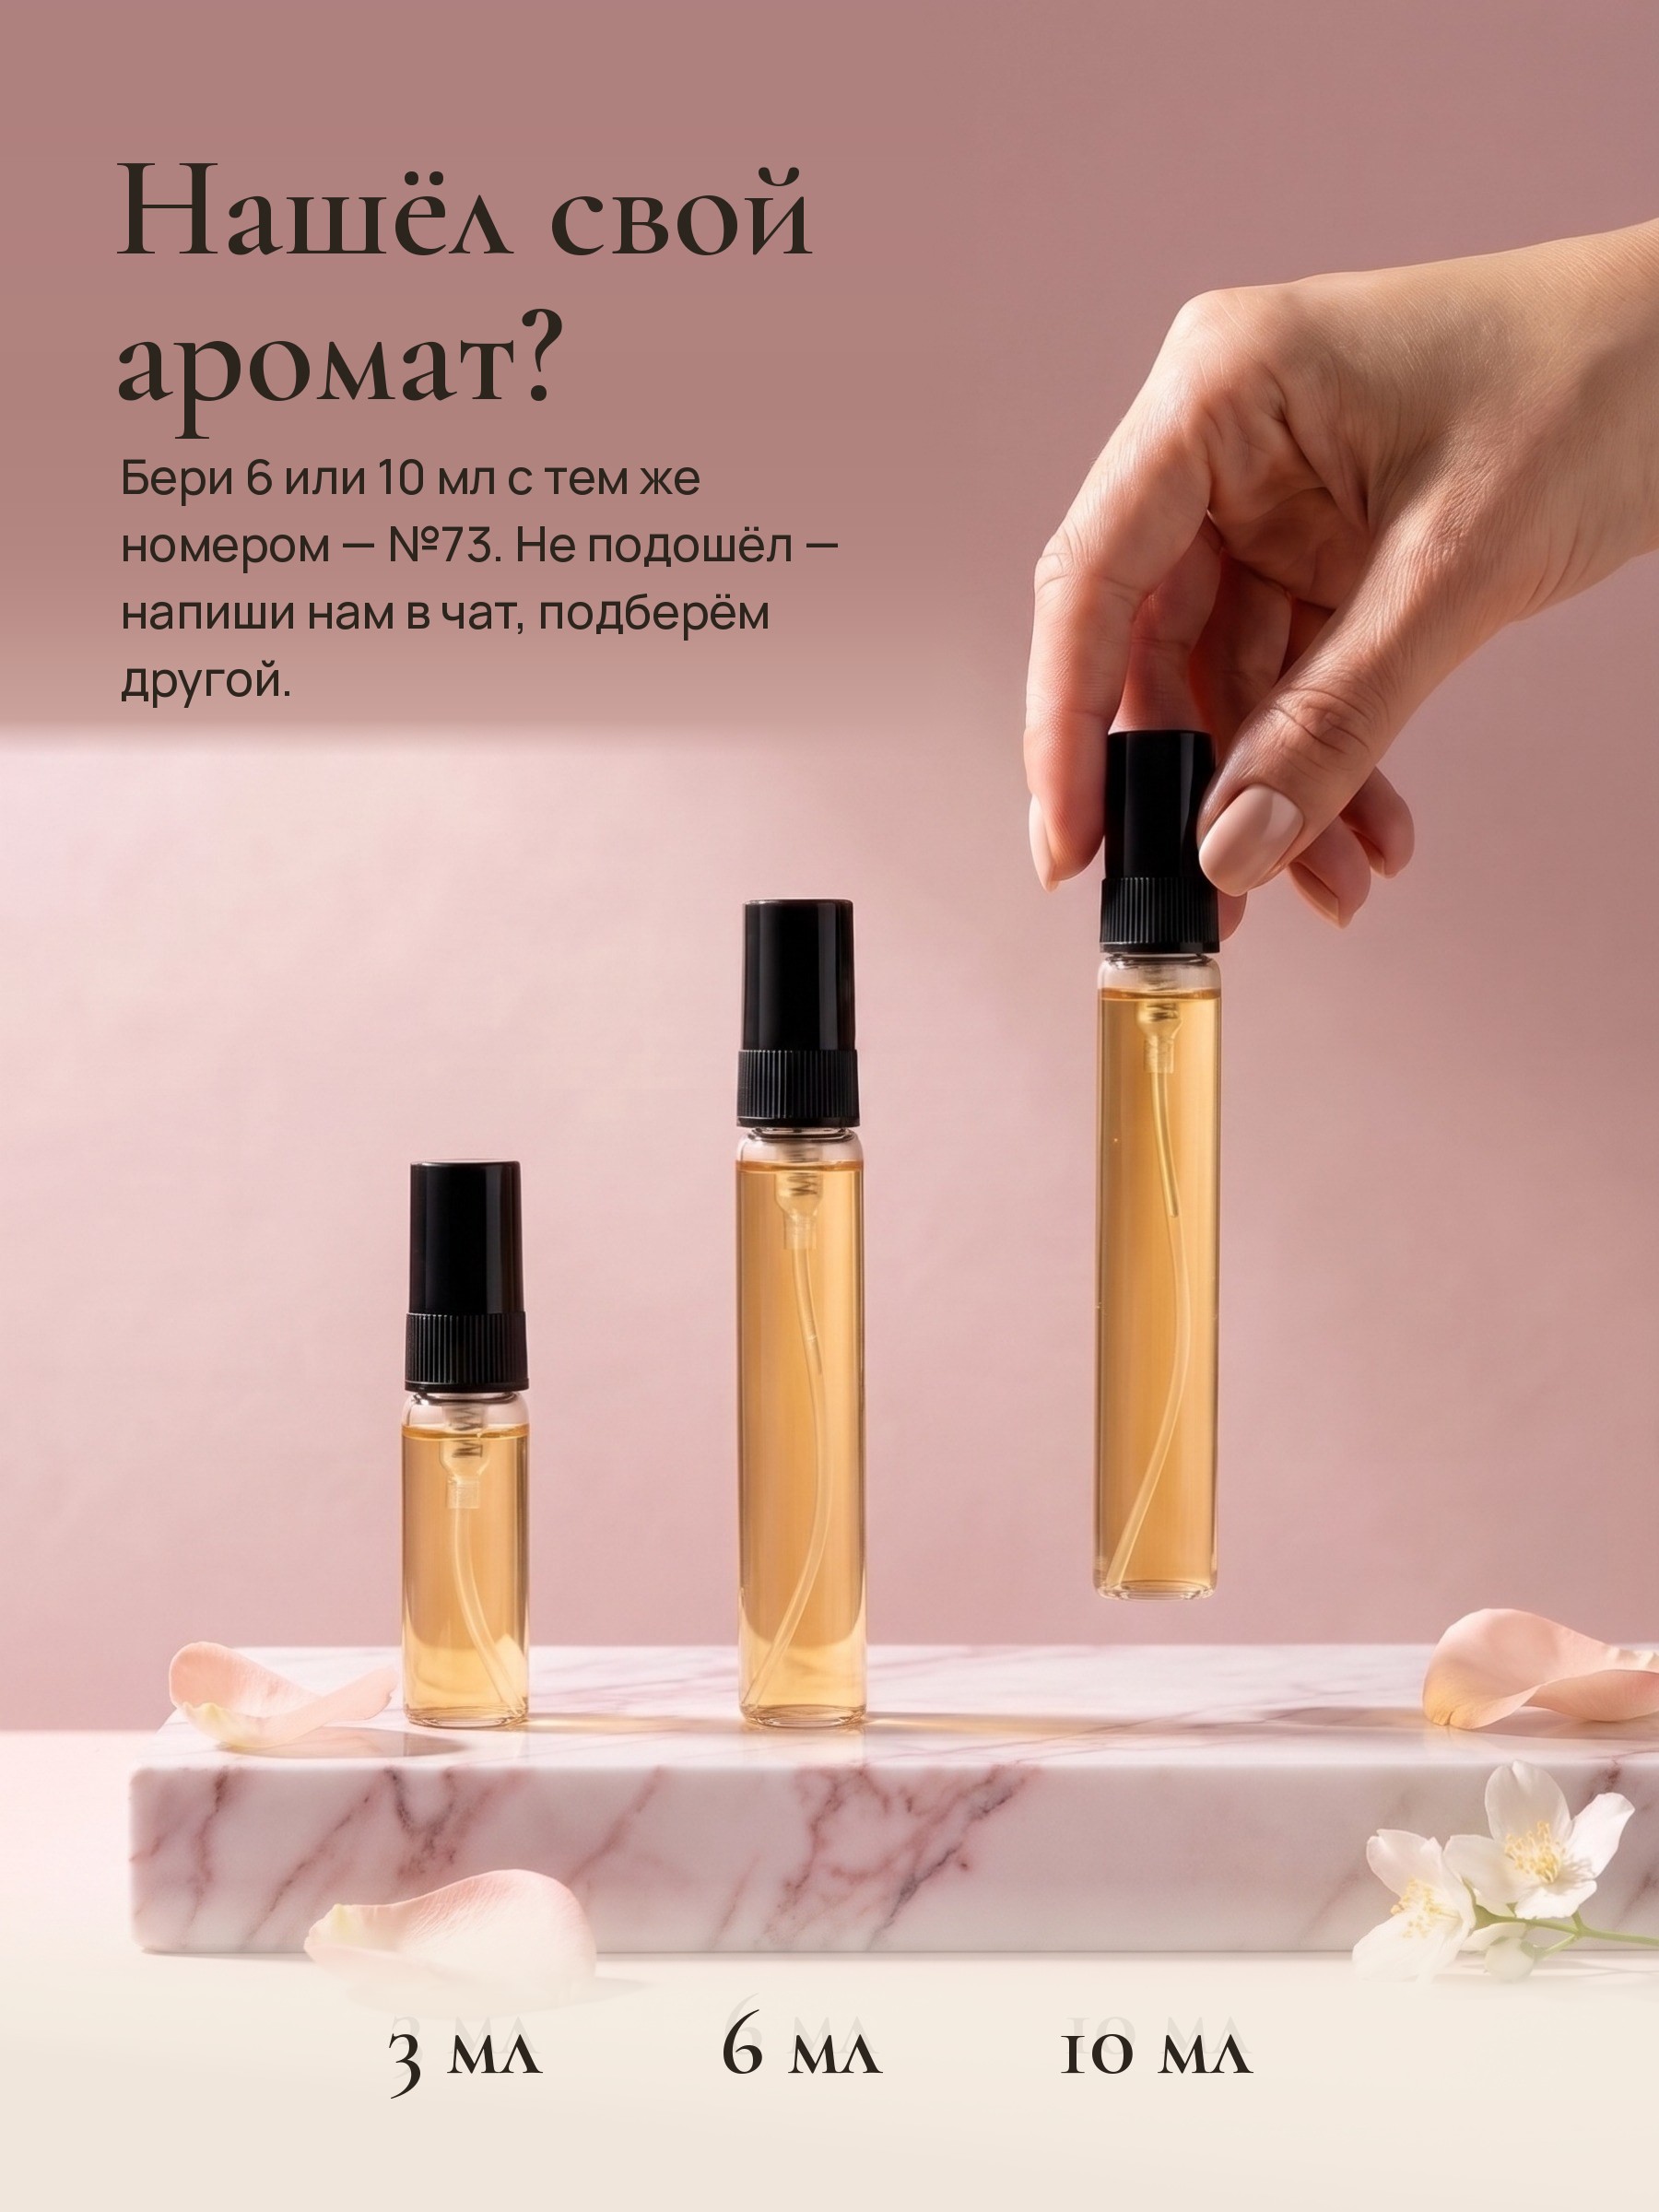 Нашёл свой
аромат?
Бери 6 или 10 мл с тем же
номером — №73. Не подошёл —
напиши нам в чат, подберём
другой.
3 мл 6 мл 10 мл